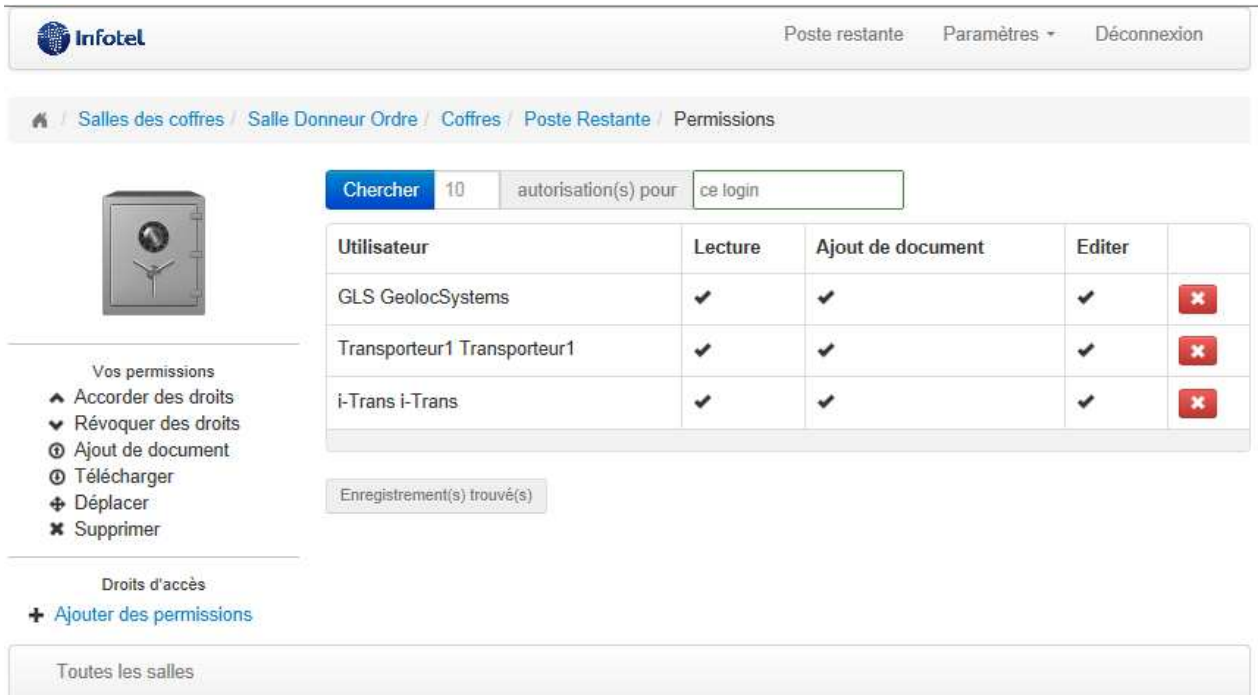 Infotel
Poste restante Paramètres Déconnexion
/ Salles des coffres / Salle Donneur Ordre / Coffres / Poste Restante / Permissions
Chercher 10 autorisation(s) pour ce login
Utilisateur Lecture Ajout de document Editer
GLS GeolocSystems
Transporteur1 Transporteur1
i-Trans i-Trans
Enregistrement(s) trouvé(s)
Vos permissions
Accorder des droits
Révoquer des droits
Ajout de document
Télécharger
Déplacer
Supprimer
Droits d'accès
Ajouter des permissions
Toutes les salles